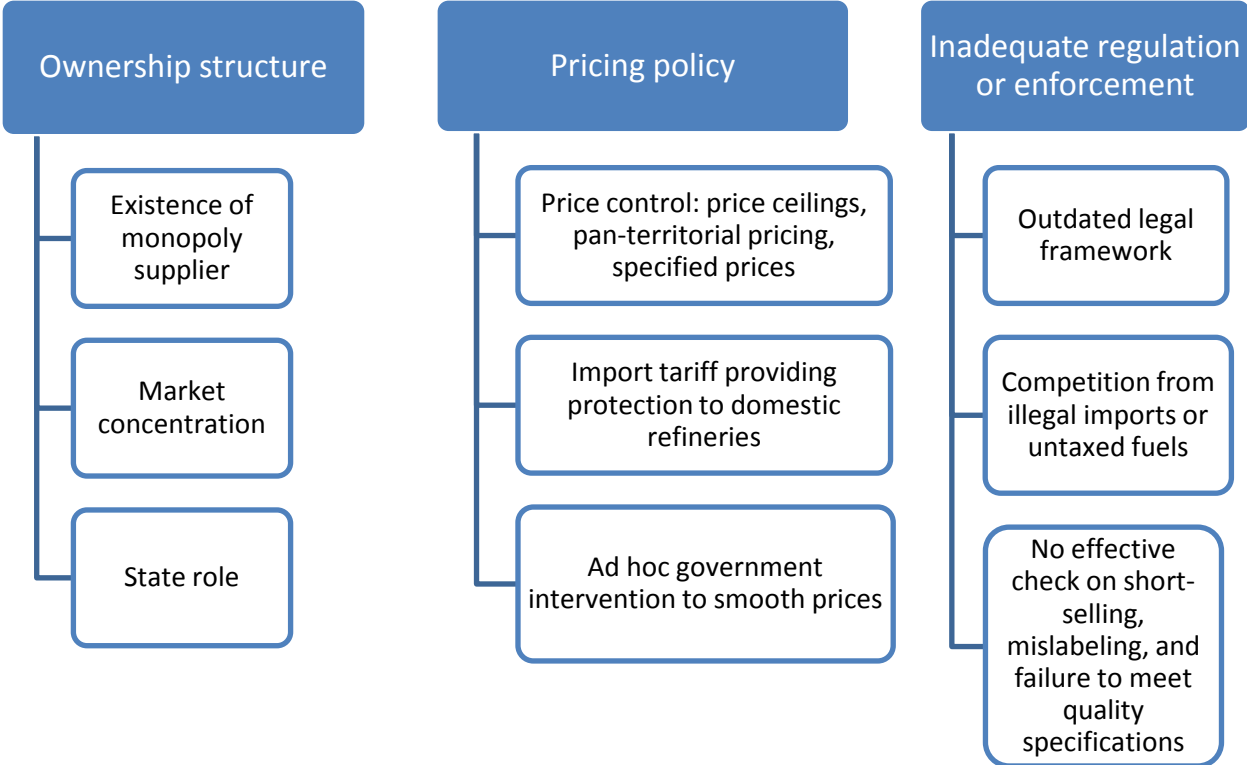 Ownership structure
Existence of
monopoly
supplier
Market
concentration
State role
Pricing policy
Price control: price ceilings,
pan-territorial pricing,
specified prices
Import tariff providing
protection to domestic
refineries
Ad hoc government
intervention to smooth prices
Inadequate regulation
or enforcement
Outdated legal
framework
Competition from
illegal imports or
untaxed fuels
No effective
check on short-
selling,
mislabeling, and
failure to meet
quality
specifications